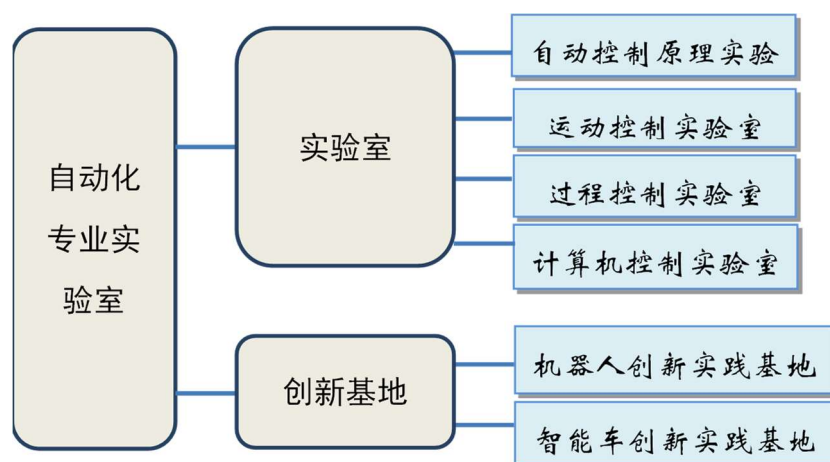 自动化
专业实
验室
实验室
自动控制原理实验
运动控制实验室
过程控制实验室
计算机控制实验室
创新基地
机器人创新实践基地
智能车创新实践基地